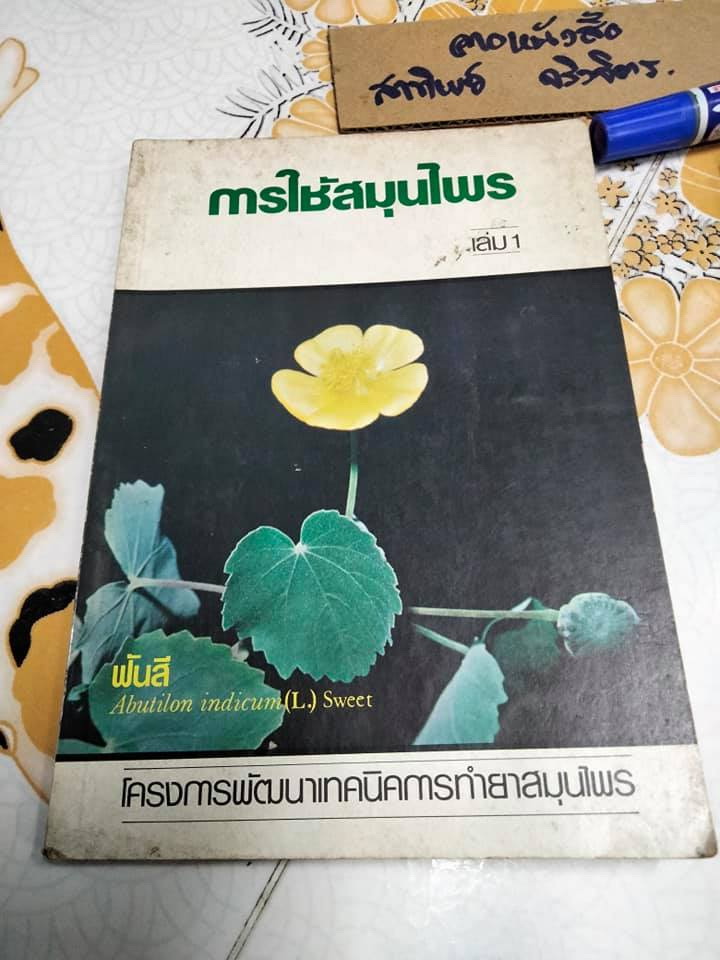 การใช้สมุนไพร
เล่ม 1
ฟันสี
Abutilon indicum (L.) Sweet
โครงการพัฒนาเทคนิคการทำยาสมุนไพร